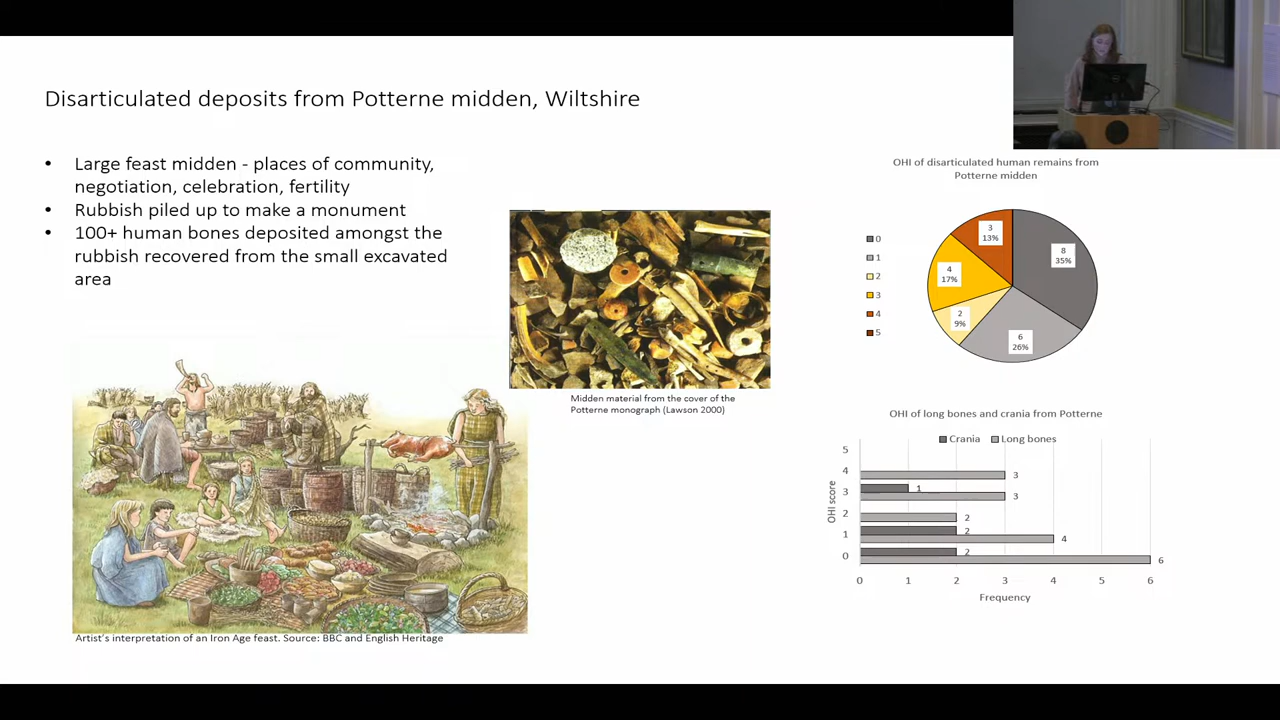 Disarticulated deposits from Potterne midden, Wiltshire
• Large feast midden - places of community,
negotiation, celebration, fertility
• Rubbish piled up to make a monument
• 100+ human bones deposited amongst the
rubbish recovered from the small excavated
area
Artist's interpretation of an Iron Age feast. Source: BBC and English Heritage
Midden material from the cover of the
Potterne monograph (Lawson 2000)
OHI of disarticulated human remains from
Potterne midden
0
1
2
3
4
5
8
35%
6
26%
2
9%
4
17%
3
13%
OHI of long bones and crania from Potterne
Crania Long bones
OHI score
5
4
3
2
1
0
3
1
3
2
2
4
2
6
0 1 2 3 4 5 6
Frequency